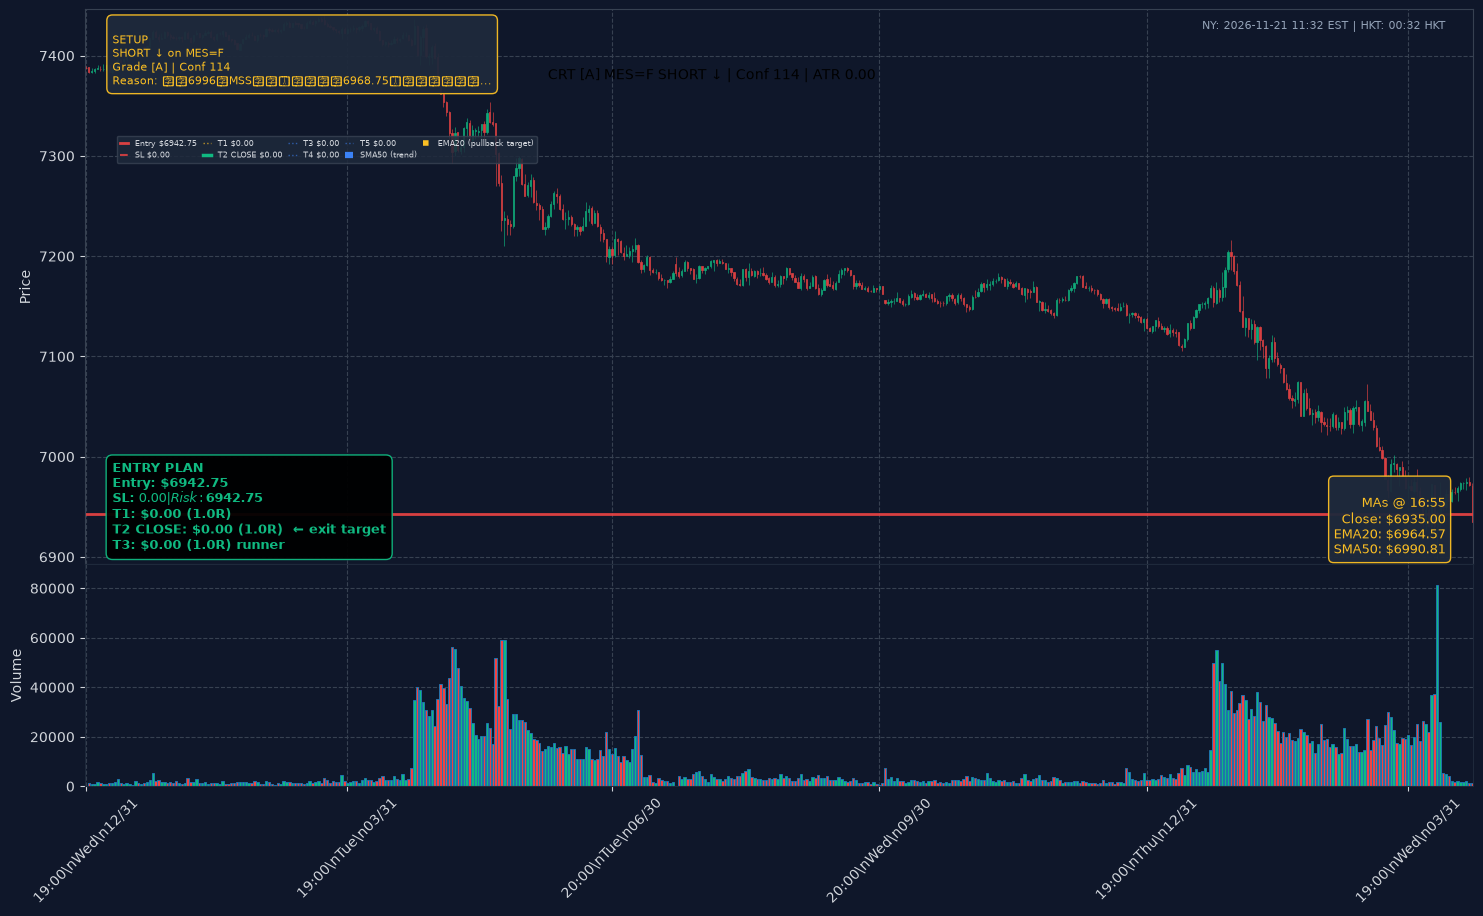 NY: 2026-11-21 11:32 EST | HKT: 00:32 HKT
SETUP
SHORT ↓ on MES=F
Grade [A] | Conf 114
Reason: 6996 MSS 6968.75 ...
CRT [A] MES=F SHORT ↓ | Conf 114 | ATR 0.00
Entry $6942.75
SL $0.00
T1 $0.00
T2 CLOSE $0.00
T3 $0.00
T4 $0.00
T5 $0.00
SMA50 (trend)
EMA20 (pullback target)
Price
7400
7300
7200
7100
7000
6900
ENTRY PLAN
Entry: $6942.75
SL: 0.00|Risk:6942.75
T1: $0.00 (1.0R)
T2 CLOSE: $0.00 (1.0R) ← exit target
T3: $0.00 (1.0R) runner
MAs @ 16:55
Close: $6935.00
EMA20: $6964.57
SMA50: $6990.81
Volume
80000
60000
40000
20000
0
19:00\nWed\n12/31
19:00\nTue\n03/31
20:00\nTue\n06/30
20:00\nWed\n09/30
19:00\nThu\n12/31
19:00\nWed\n03/31